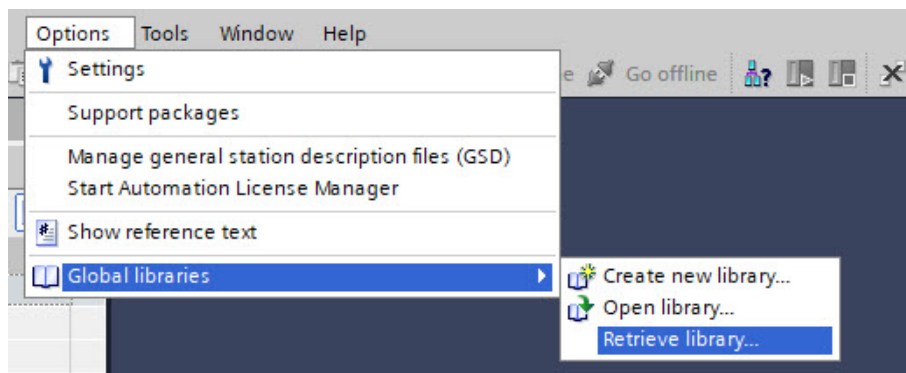 Options Tools Window Help
Settings
Go offline
Support packages
Manage general station description files (GSD)
Start Automation License Manager
Show reference text
Global libraries
Create new library...
Open library...
Retrieve library...